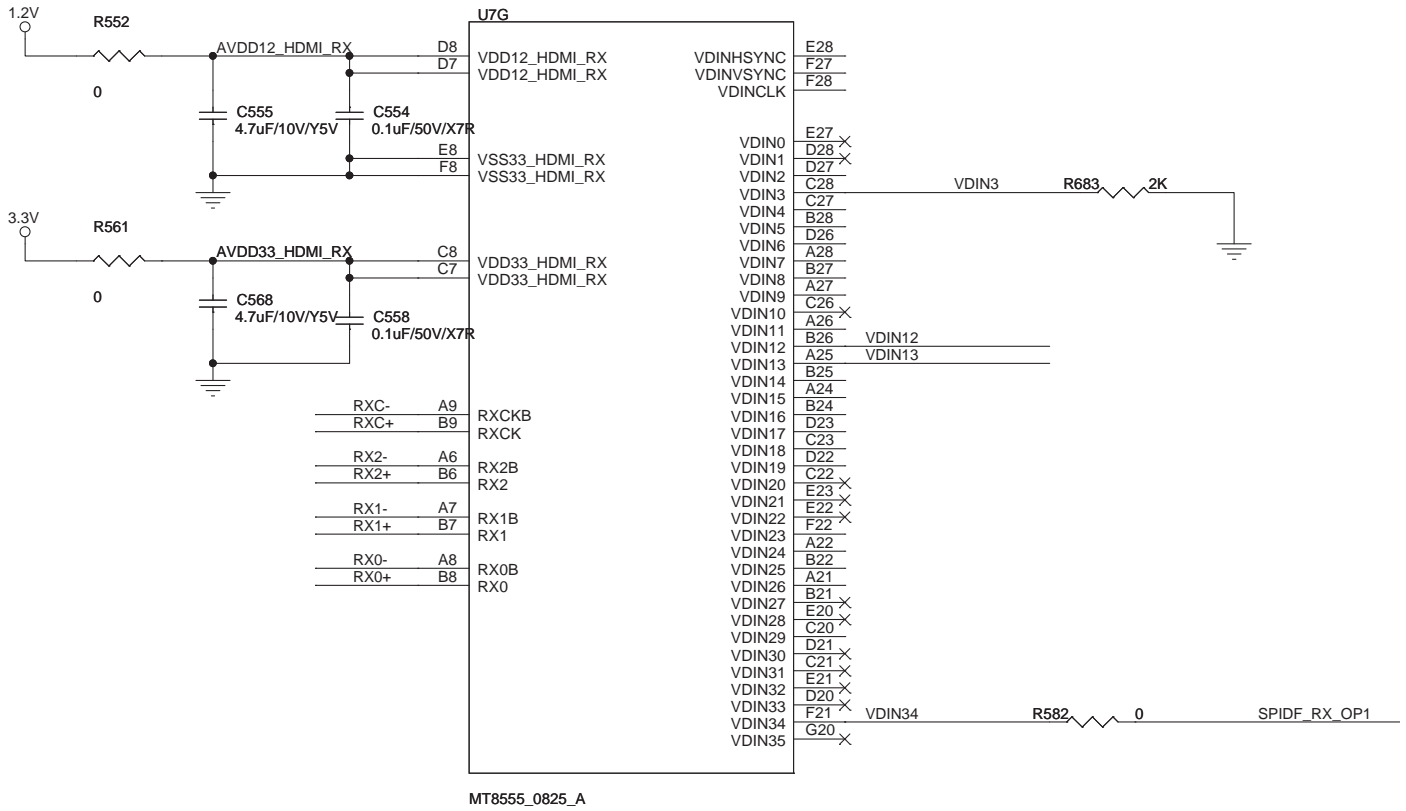 1.2V
R552
0
AVDD12_HDMI_RX
C555
4.7uF/10V/Y5V
C554
0.1uF/50V/X7R
3.3V
R561
0
AVDD33_HDMI_RX
C568
4.7uF/10V/Y5V
C558
0.1uF/50V/X7R
U7G
D8 VDD12_HDMI_RX
D7 VDD12_HDMI_RX
E8 VSS33_HDMI_RX
F8 VSS33_HDMI_RX
C8 VDD33_HDMI_RX
C7 VDD33_HDMI_RX
RXC- A9 RXCKB
RXC+ B9 RXCK
RX2- A6 RX2B
RX2+ B6 RX2
RX1- A7 RX1B
RX1+ B7 RX1
RX0- A8 RX0B
RX0+ B8 RX0
VDINHSYNC E28
VDINVSYNC F27
VDINCLK F28
VDIN0 E27
VDIN1 D28
VDIN2 D27
VDIN3 C28 VDIN3 R683 2K
VDIN4 C27
VDIN5 B28
VDIN6 D26
VDIN7 A28
VDIN8 B27
VDIN9 A27
VDIN10 C26
VDIN11 A26
VDIN12 B26 VDIN12
VDIN13 A25 VDIN13
VDIN14 B25
VDIN15 A24
VDIN16 B24
VDIN17 D23
VDIN18 C23
VDIN19 D22
VDIN20 C22
VDIN21 E23
VDIN22 E22
VDIN23 F22
VDIN24 A22
VDIN25 B22
VDIN26 A21
VDIN27 B21
VDIN28 E20
VDIN29 C20
VDIN30 D21
VDIN31 C21
VDIN32 E21
VDIN33 D20
VDIN34 F21 VDIN34 R582 0 SPIDF_RX_OP1
VDIN35 G20
MT8555_0825_A